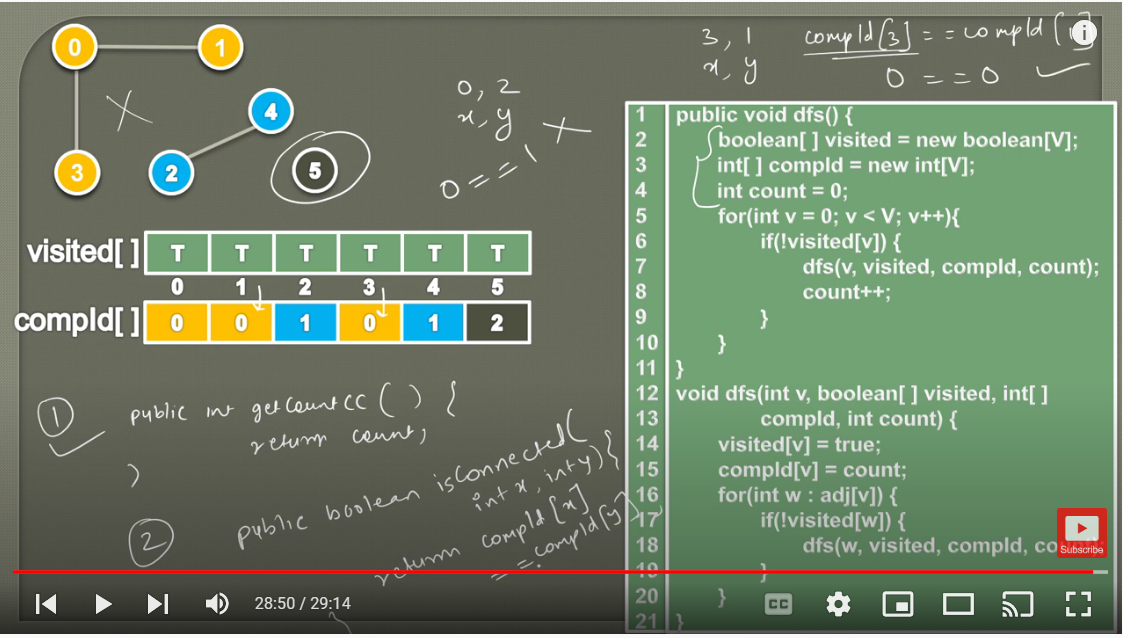 0
1
3
4
2
5
0, 2
x, y
0 == 1
3, 1 compId[3] == compId[1]
x, y
0 == 0
i
visited[ ] T T T T T T
0 1 2 3 4 5
compId[ ] 0 0 1 0 1 2
1 public int getCountCC() {
return count;
}
2 public boolean isConnected(
int x, int y) {
return compId[x]
== compId[y];
}
1 public void dfs() {
2 boolean[ ] visited = new boolean[V];
3 int[ ] compId = new int[V];
4 int count = 0;
5 for(int v = 0; v < V; v++){
6 if(!visited[v]) {
7 dfs(v, visited, compId, count);
8 count++;
9 }
10 }
11 }
12 void dfs(int v, boolean[ ] visited, int[ ]
13 compId, int count) {
14 visited[v] = true;
15 compId[v] = count;
16 for(int w : adj[v]) {
17 if(!visited[w]) {
18 dfs(w, visited, compId, count);
19 }
20 }
21 }
Subscribe
28:50 / 29:14
CC